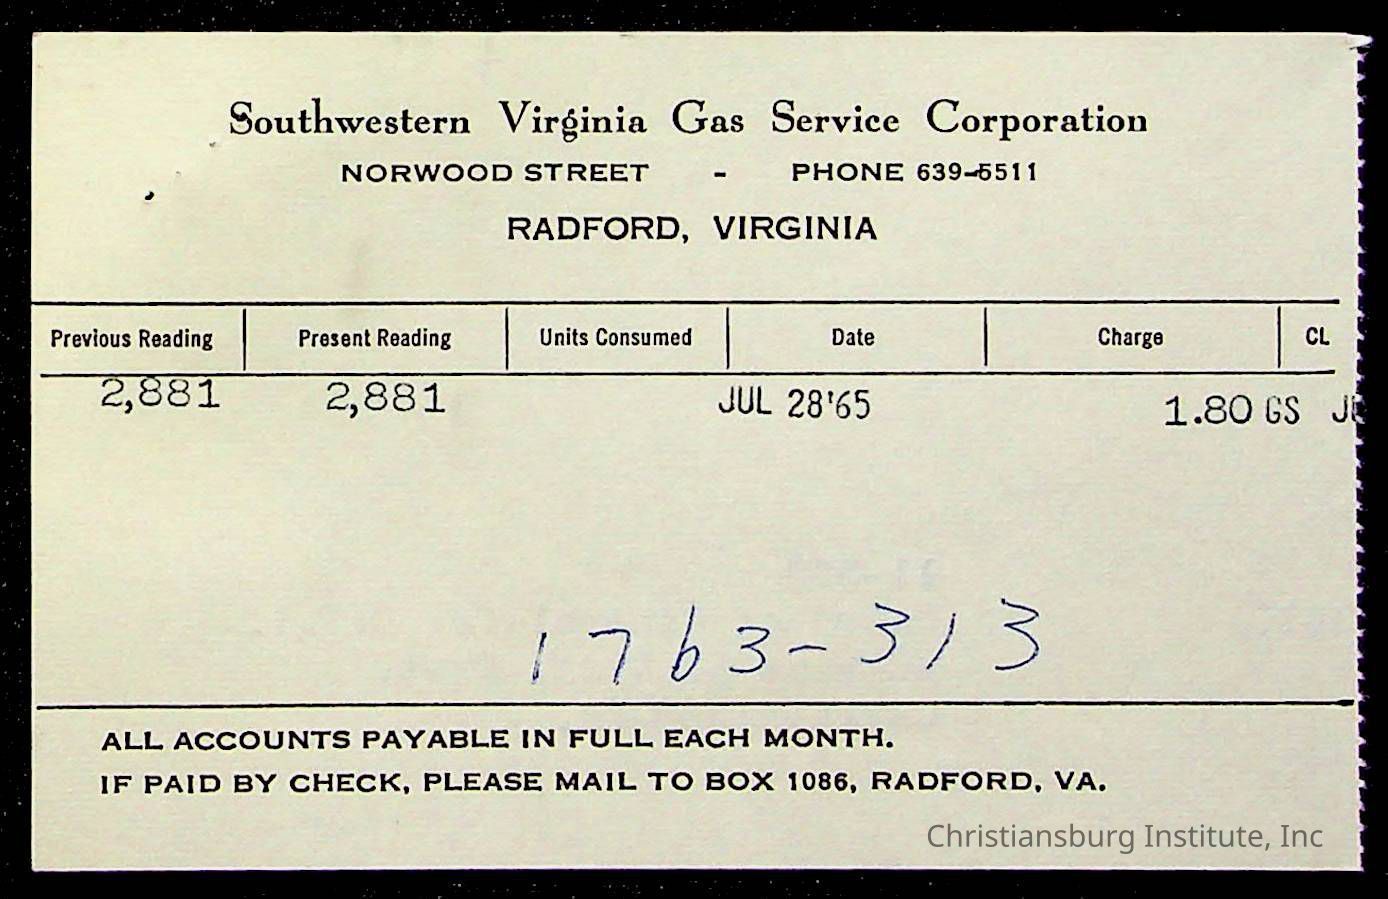 Southwestern Virginia Gas Service Corporation
NORWOOD STREET - PHONE 639-5511
RADFORD, VIRGINIA
Previous Reading Present Reading Units Consumed Date Charge CL
2,881 2,881 JUL 28'65 1.80 GS
1763-313
ALL ACCOUNTS PAYABLE IN FULL EACH MONTH.
IF PAID BY CHECK, PLEASE MAIL TO BOX 1086, RADFORD, VA.
Christiansburg Institute, Inc